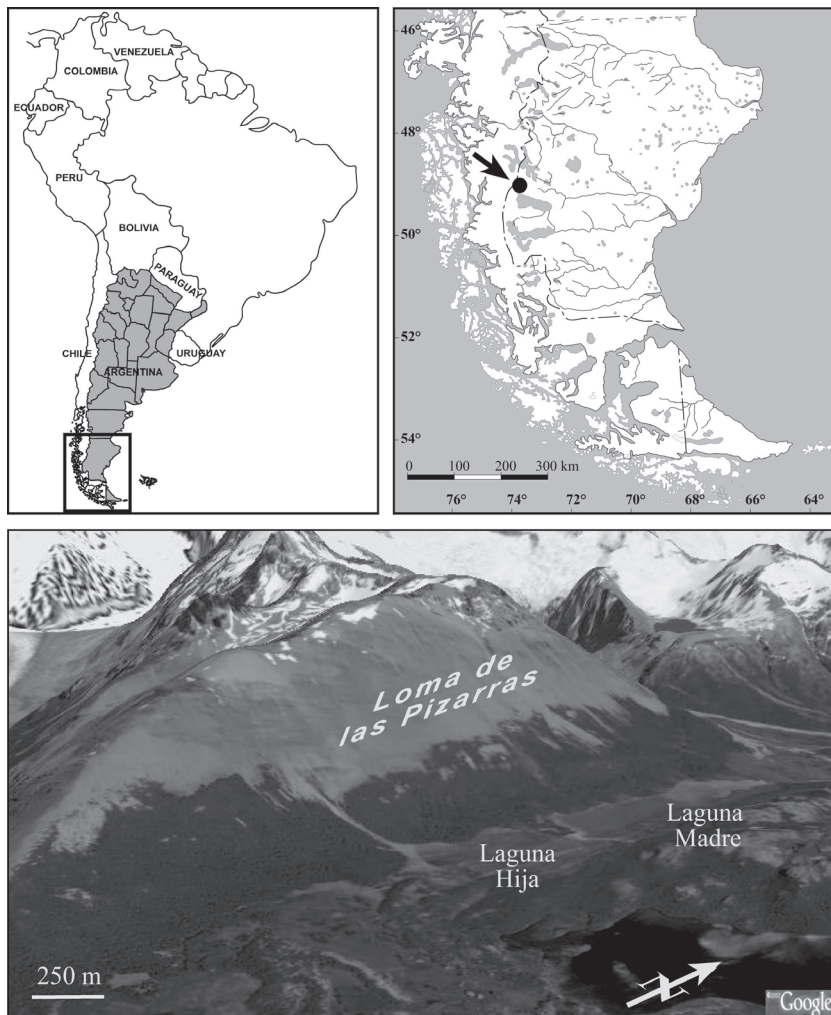 VENEZUELA
COLOMBIA
ECUADOR
PERU
BOLIVIA
PARAGUAY
CHILE
URUGUAY
ARGENTINA
46°
48°
50°
52°
54°
0 100 200 300 km
76° 74° 72° 70° 68° 66° 64°
Loma de
las Pizarras
Laguna
Madre
Laguna
Hija
250 m
N
Google